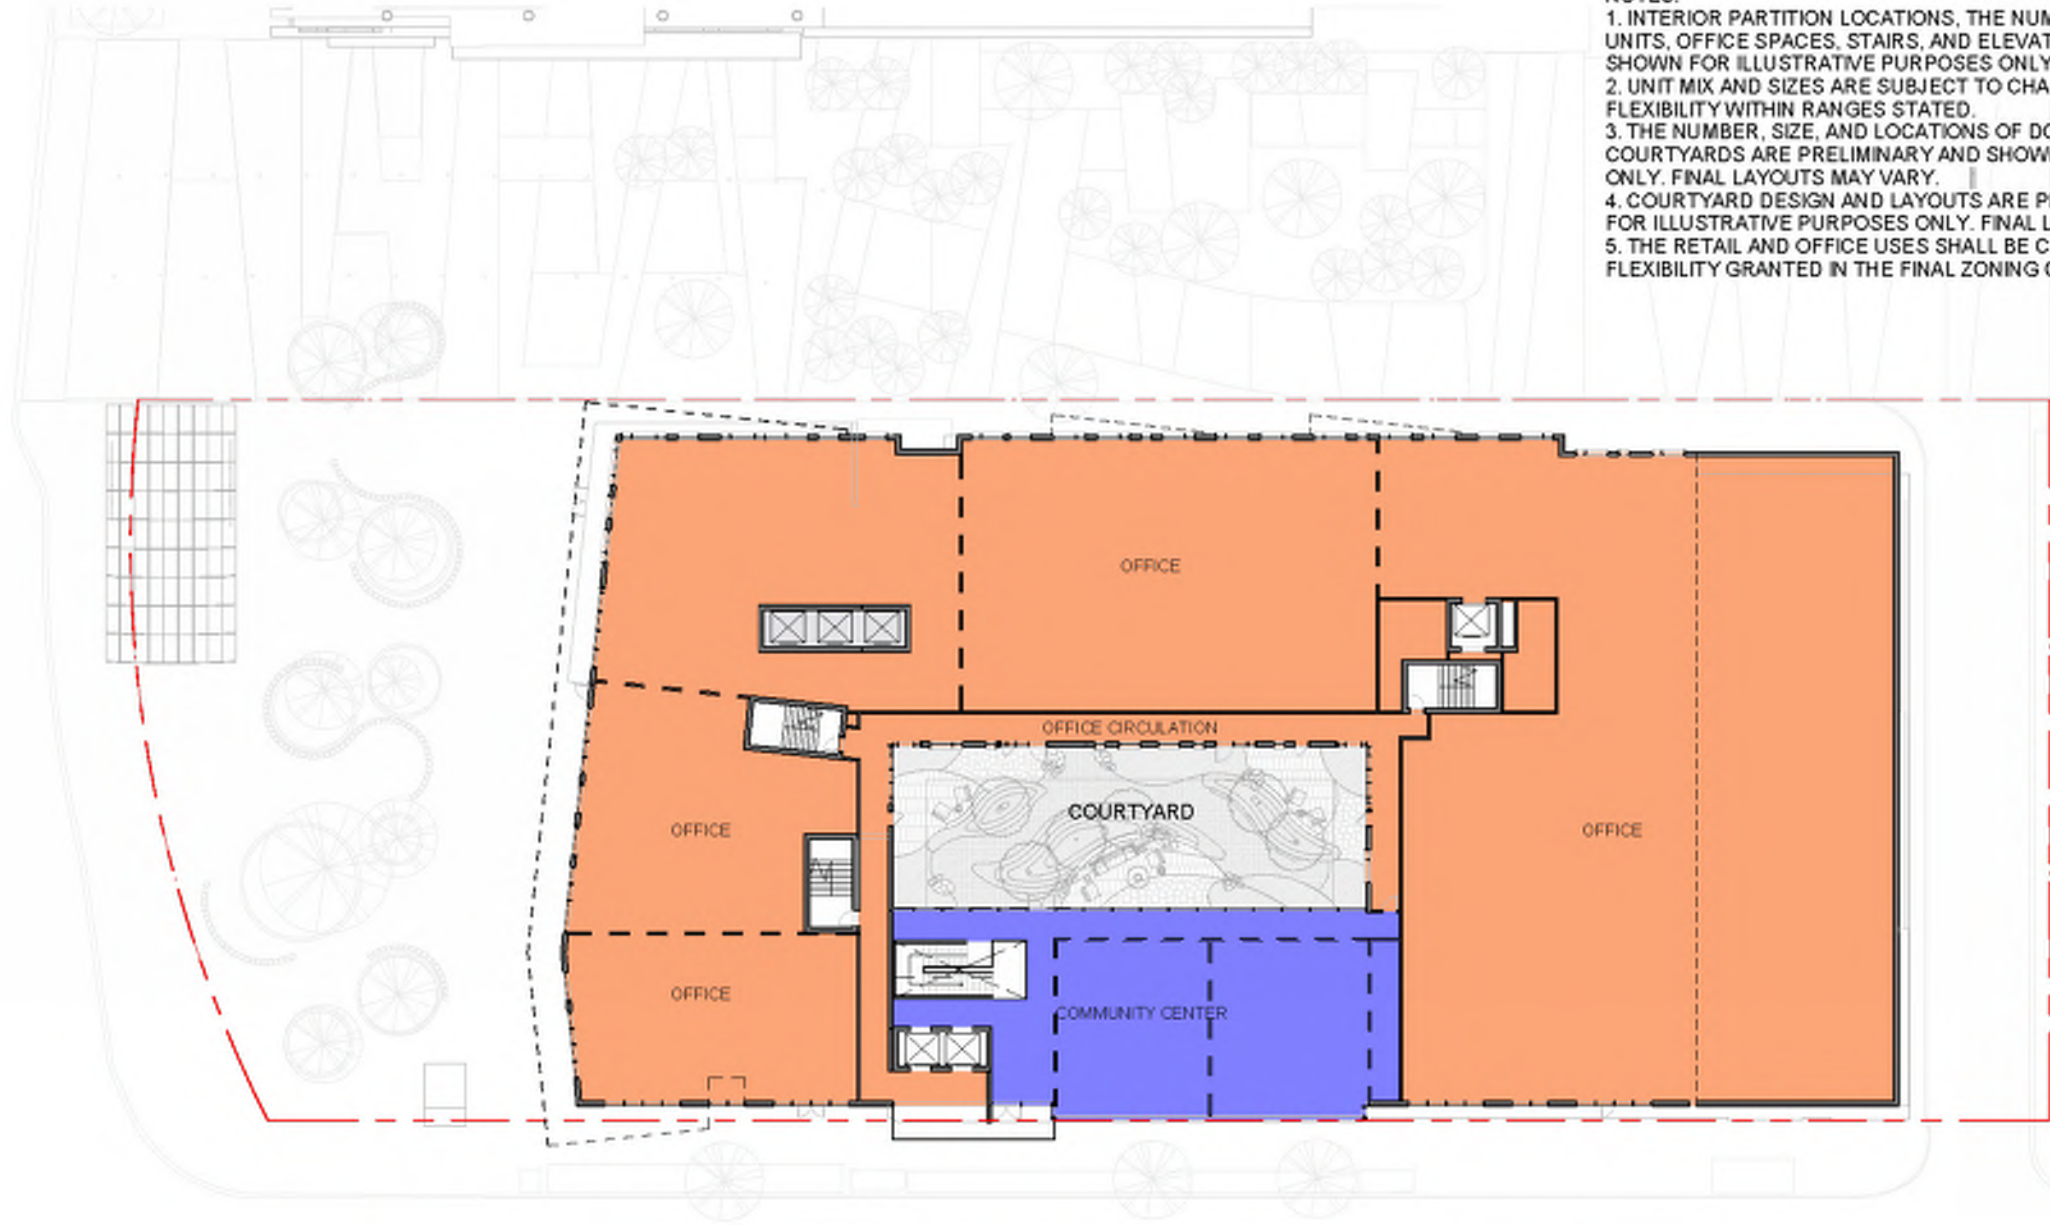 1. INTERIOR PARTITION LOCATIONS, THE NUM
UNITS, OFFICE SPACES, STAIRS, AND ELEVAT
SHOWN FOR ILLUSTRATIVE PURPOSES ONLY
2. UNIT MIX AND SIZES ARE SUBJECT TO CHA
FLEXIBILITY WITHIN RANGES STATED.
3. THE NUMBER, SIZE, AND LOCATIONS OF DO
COURTYARDS ARE PRELIMINARY AND SHOW
ONLY. FINAL LAYOUTS MAY VARY.
4. COURTYARD DESIGN AND LAYOUTS ARE P
FOR ILLUSTRATIVE PURPOSES ONLY. FINAL L
5. THE RETAIL AND OFFICE USES SHALL BE C
FLEXIBILITY GRANTED IN THE FINAL ZONING
OFFICE
OFFICE CIRCULATION
COURTYARD
OFFICE
OFFICE
OFFICE
COMMUNITY CENTER